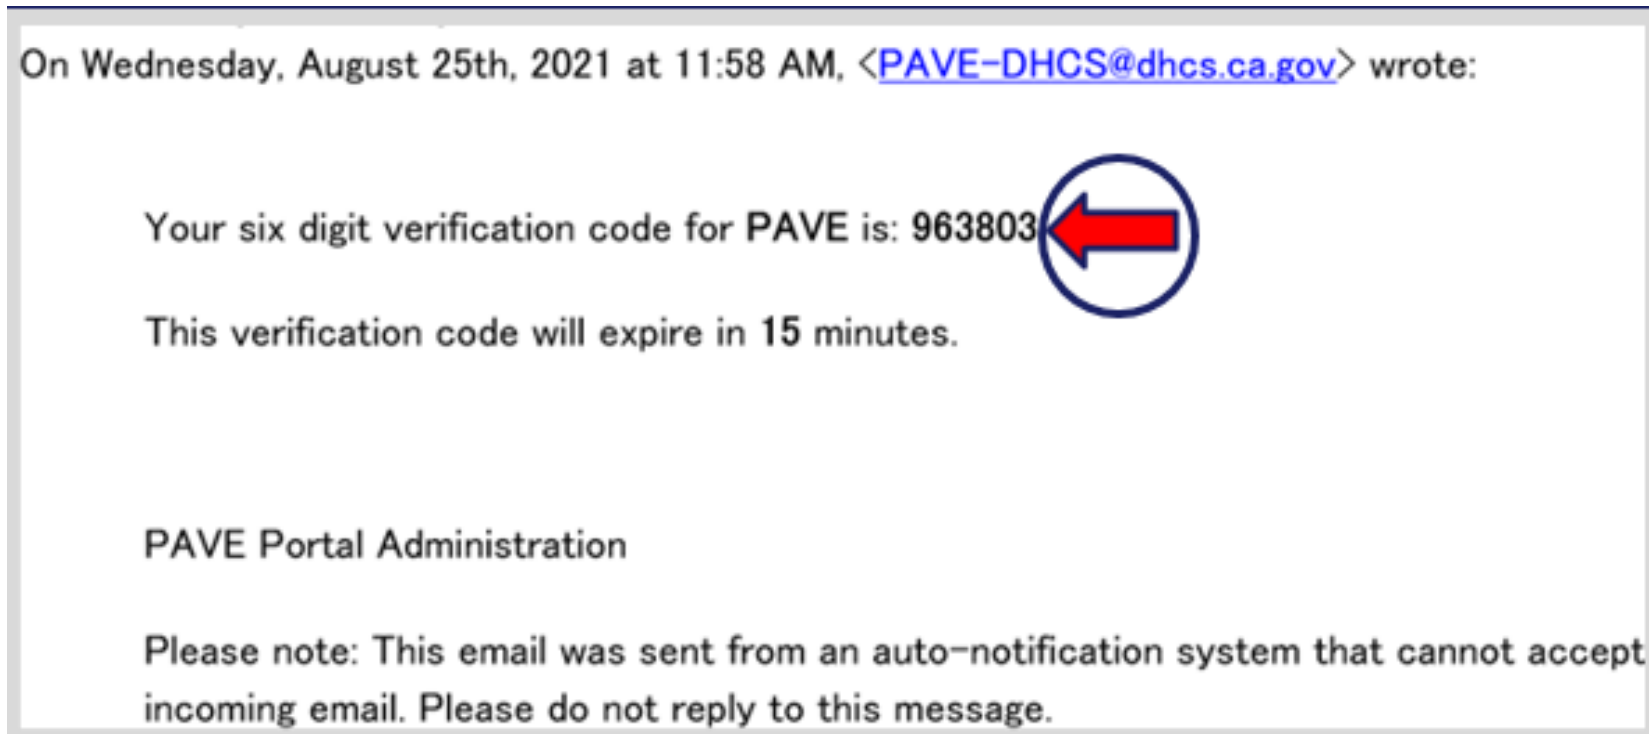 On Wednesday, August 25th, 2021 at 11:58 AM, <PAVE-DHCS@dhcs.ca.gov> wrote:
Your six digit verification code for PAVE is: 963803
This verification code will expire in 15 minutes.
PAVE Portal Administration
Please note: This email was sent from an auto-notification system that cannot accept
incoming email. Please do not reply to this message.